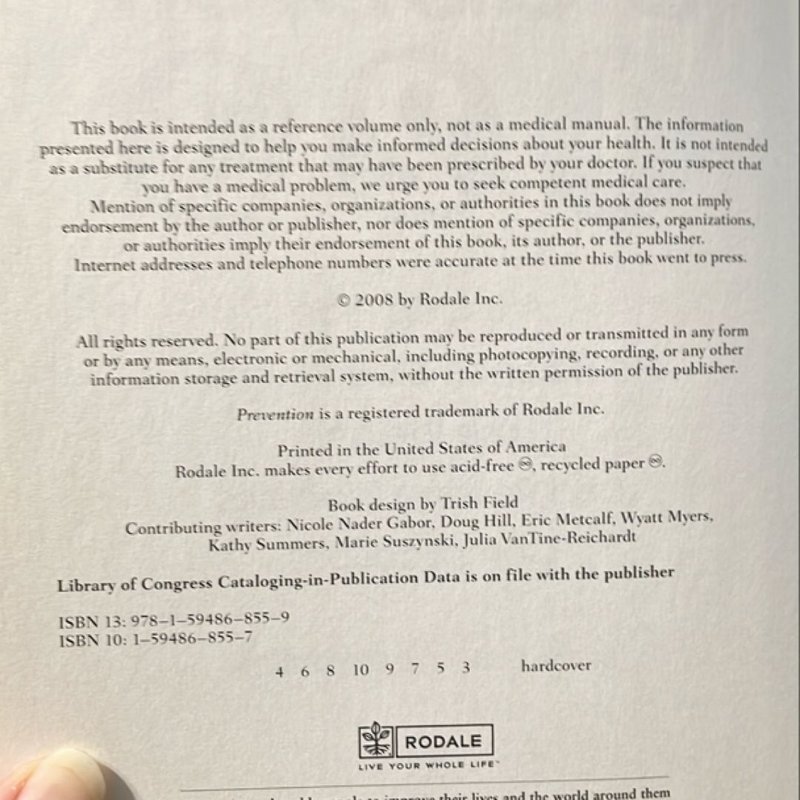 This book is intended as a reference volume only, not as a medical manual. The information
presented here is designed to help you make informed decisions about your health. It is not intended
as a substitute for any treatment that may have been prescribed by your doctor. If you suspect that
you have a medical problem, we urge you to seek competent medical care.
Mention of specific companies, organizations, or authorities in this book does not imply
endorsement by the author or publisher, nor does mention of specific companies, organizations,
or authorities imply their endorsement of this book, its author, or the publisher.
Internet addresses and telephone numbers were accurate at the time this book went to press.
© 2008 by Rodale Inc.
All rights reserved. No part of this publication may be reproduced or transmitted in any form
or by any means, electronic or mechanical, including photocopying, recording, or any other
information storage and retrieval system, without the written permission of the publisher.
Prevention is a registered trademark of Rodale Inc.
Printed in the United States of America
Rodale Inc. makes every effort to use acid-free ♾, recycled paper ♲.
Book design by Trish Field
Contributing writers: Nicole Nader Gabor, Doug Hill, Eric Metcalf, Wyatt Myers,
Kathy Summers, Marie Suszynski, Julia VanTine-Reichardt
Library of Congress Cataloging-in-Publication Data is on file with the publisher
ISBN 13: 978–1–59486–855–9
ISBN 10: 1–59486–855–7
4 6 8 10 9 7 5 3 hardcover
RODALE
LIVE YOUR WHOLE LIFE™
their lives and the world around them